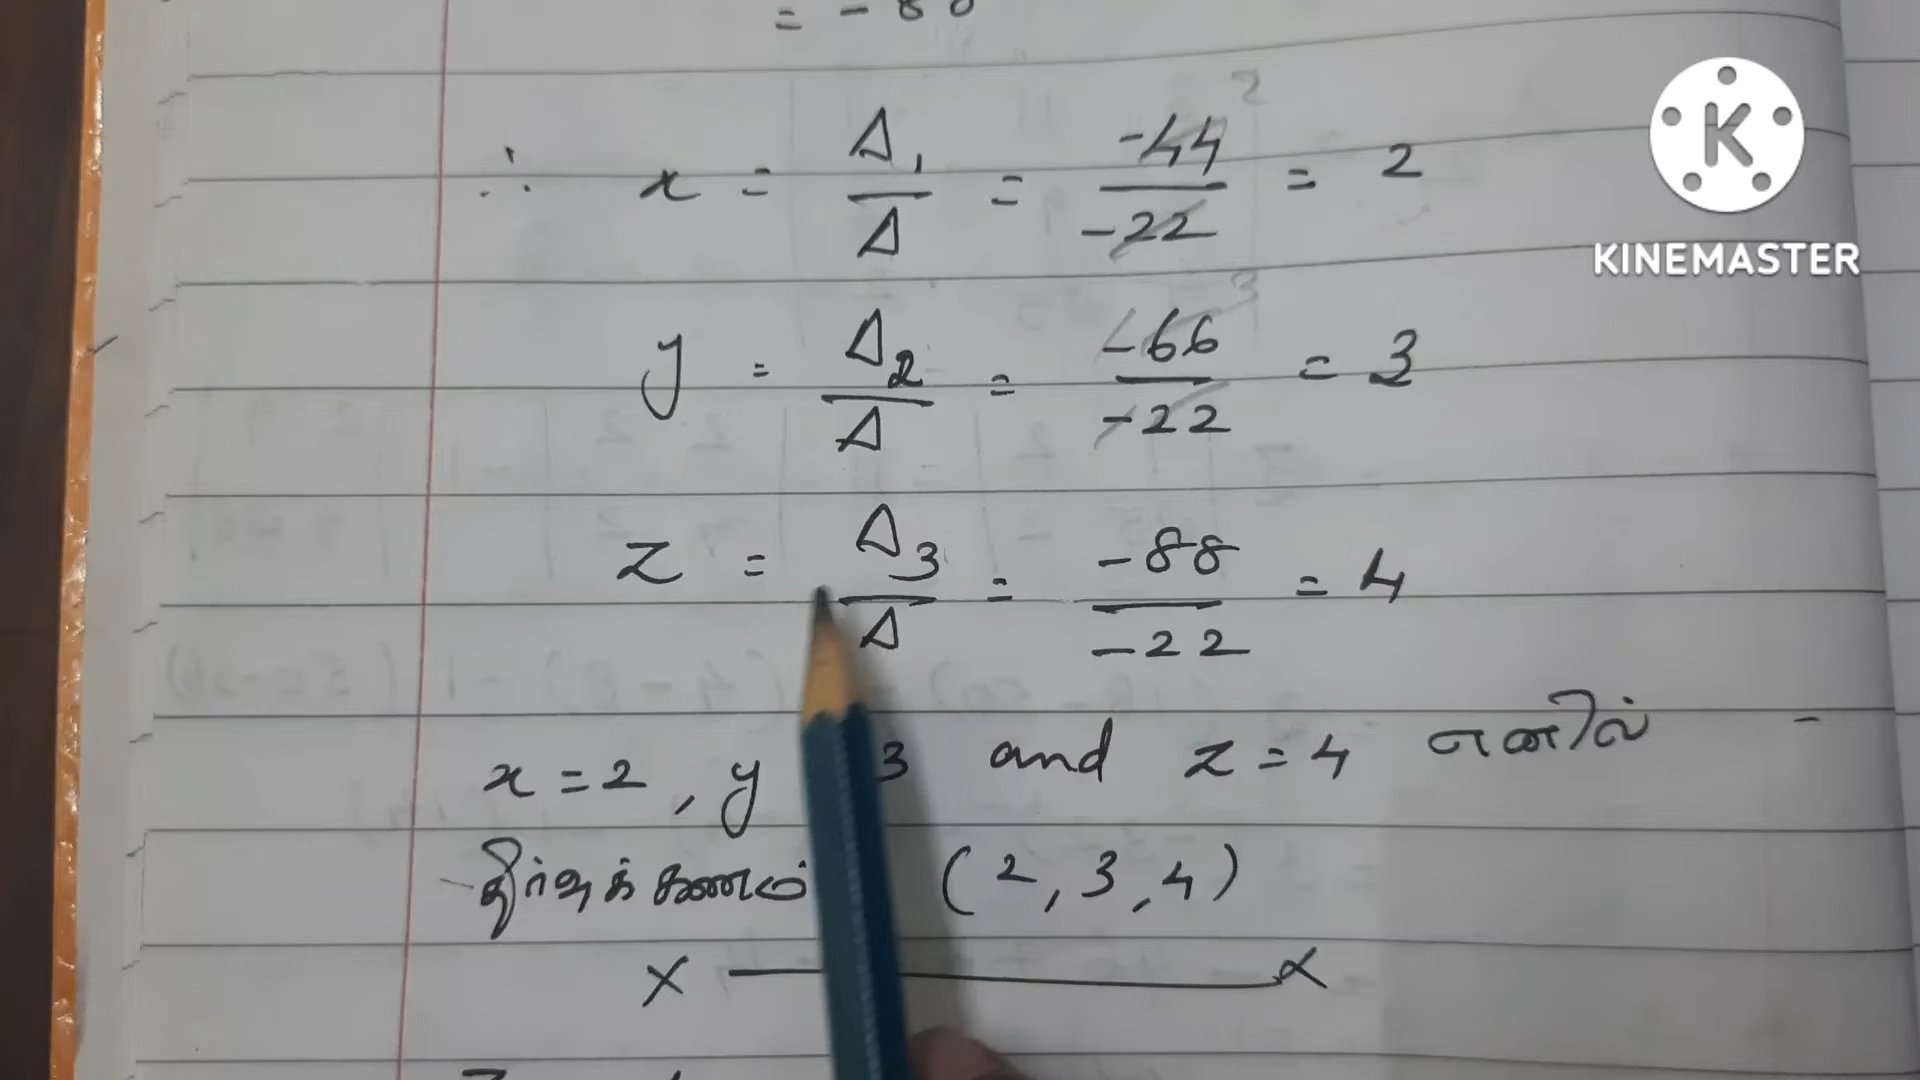 = -88
∴ x = Δ₁/Δ = -44/-22 = 2
y = Δ₂/Δ = -66/-22 = 3
z = Δ₃/Δ = -88/-22 = 4
x = 2, y 3 and z = 4 எனில்
தீர்வுக் கணம் (2, 3, 4)
K
KINEMASTER